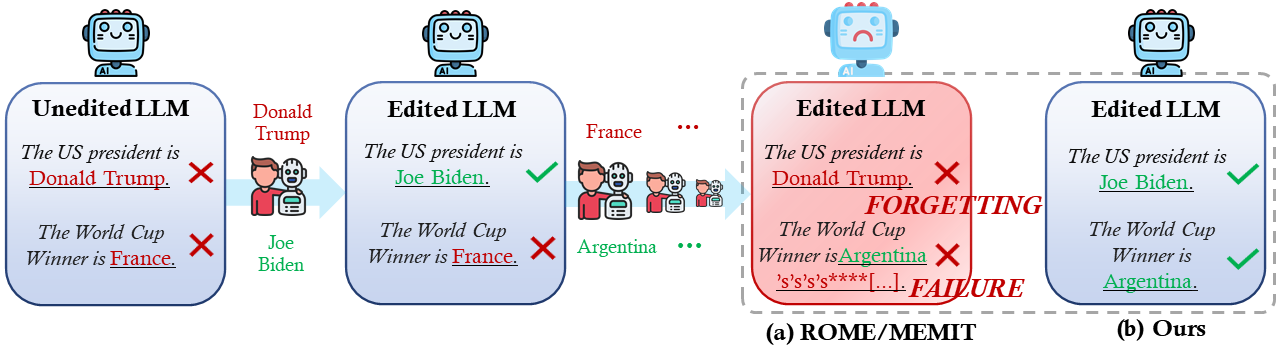 AI
Unedited LLM
The US president is
Donald Trump.
The World Cup
Winner is France.
Donald
Trump
Joe
Biden
AI
Edited LLM
The US president is
Joe Biden.
The World Cup
Winner is France.
France ...
Argentina ...
AI
Edited LLM
The US president is
Donald Trump.
FORGETTING
The World Cup
Winner is Argentina
's's's's****[...].
FAILURE
(a) ROME/MEMIT
AI
Edited LLM
The US president is
Joe Biden.
The World Cup
Winner is
Argentina.
(b) Ours